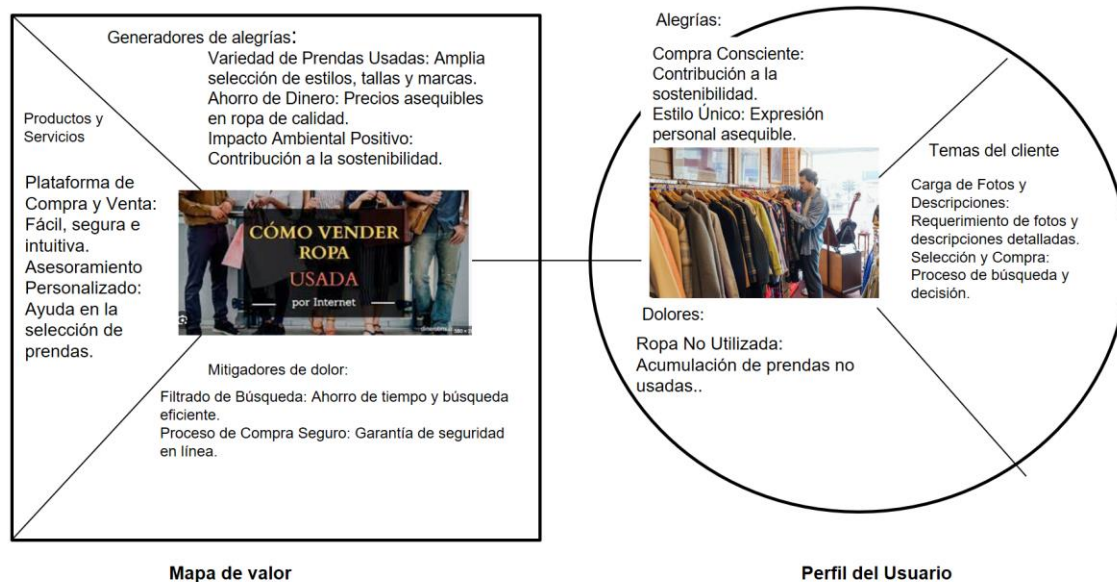 Generadores de alegrías:
Variedad de Prendas Usadas: Amplia
selección de estilos, tallas y marcas.
Ahorro de Dinero: Precios asequibles
en ropa de calidad.
Impacto Ambiental Positivo:
Contribución a la sostenibilidad.
Productos y
Servicios
Plataforma de
Compra y Venta:
Fácil, segura e
intuitiva.
Asesoramiento
Personalizado:
Ayuda en la
selección de
prendas.
CÓMO VENDER
ROPA
USADA
por Internet
Mitigadores de dolor:
Filtrado de Búsqueda: Ahorro de tiempo y búsqueda
eficiente.
Proceso de Compra Seguro: Garantía de seguridad
en línea.
Mapa de valor
Alegrías:
Compra Consciente:
Contribución a la
sostenibilidad.
Estilo Único: Expresión
personal asequible.
Temas del cliente
Carga de Fotos y
Descripciones:
Requerimiento de fotos y
descripciones detalladas.
Selección y Compra:
Proceso de búsqueda y
decisión.
Dolores:
Ropa No Utilizada:
Acumulación de prendas no
usadas..
Perfil del Usuario